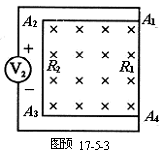 A₂ A₁
+
V₂ R₂ R₁
−
A₃ A₄
图预 17-5-3